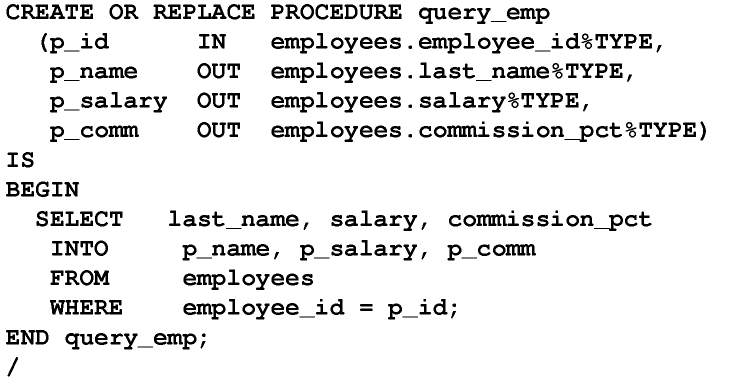 CREATE OR REPLACE PROCEDURE query_emp
(p_id IN employees.employee_id%TYPE,
p_name OUT employees.last_name%TYPE,
p_salary OUT employees.salary%TYPE,
p_comm OUT employees.commission_pct%TYPE)
IS
BEGIN
SELECT last_name, salary, commission_pct
INTO p_name, p_salary, p_comm
FROM employees
WHERE employee_id = p_id;
END query_emp;
/